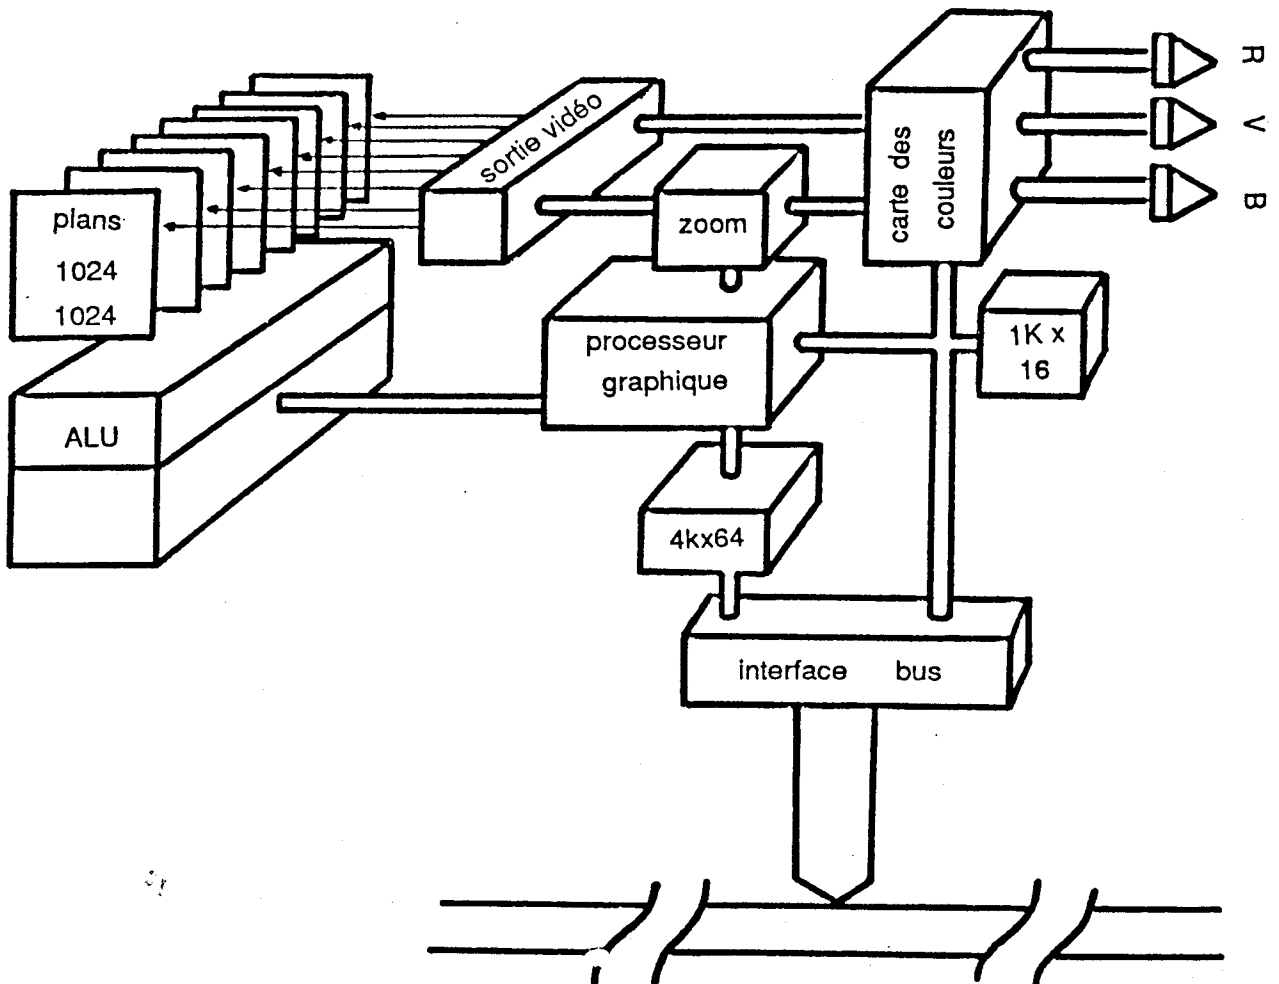 R
V
B
sortie vidéo
carte des
couleurs
plans
1024
1024
zoom
processeur
graphique
1K x
16
ALU
4kx64
interface bus